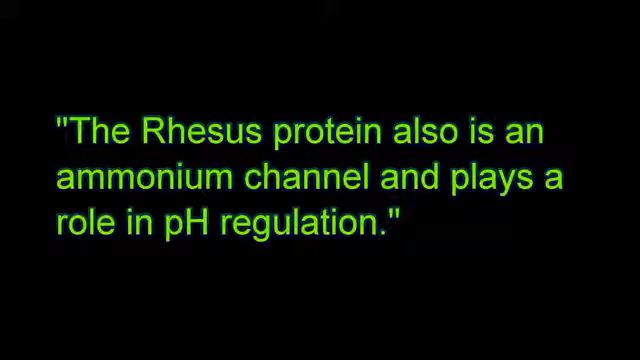 "The Rhesus protein also is an
ammonium channel and plays a
role in pH regulation."